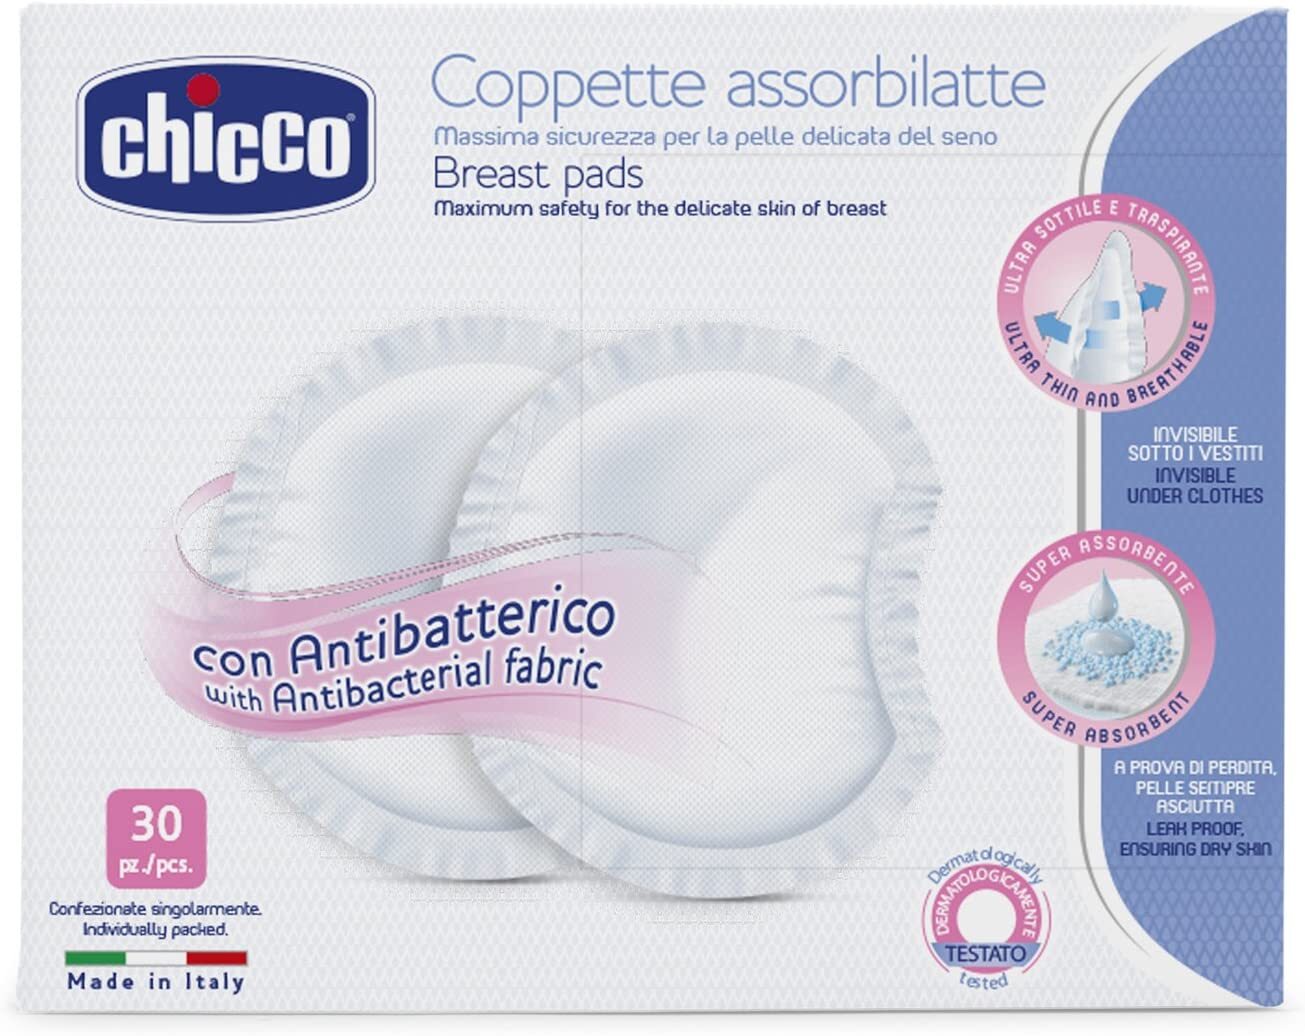 chicco
Coppette assorbilatte
Massima sicurezza per la pelle delicata del seno
Breast pads
Maximum safety for the delicate skin of breast
ULTRA SOTTILE E TRASPIRANTE
ULTRA THIN AND BREATHABLE
INVISIBILE
SOTTO I VESTITI
INVISIBLE
UNDER CLOTHES
SUPER ASSORBENTE
SUPER ABSORBENT
A PROVA DI PERDITA,
PELLE SEMPRE
ASCIUTTA
LEAK PROOF,
ENSURING DRY SKIN
con Antibatterico
with Antibacterial fabric
30
pz./pcs.
Confezionate singolarmente.
Individually packed.
Made in Italy
Dermatologically
DERMATOLOGICAMENTE
TESTATO
tested